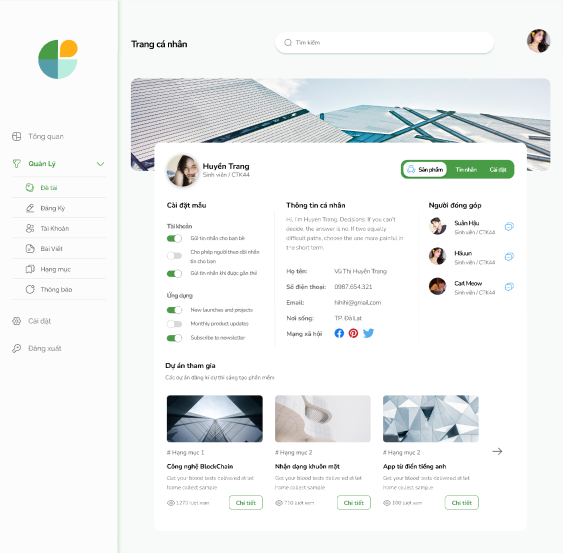 Trang cá nhân
Tìm kiếm
Tổng quan
Quản Lý
Đề tài
Đăng Ký
Tài Khoản
Bài Viết
Hạng mục
Thông báo
Cài đặt
Đăng xuất
Huyền Trang
Sinh viên / CTK44
Sản phẩm
Tin nhắn
Cài đặt
Cài đặt mẫu
Tài khoản
Gửi tin nhắn cho bạn bè
Cho phép người theo dõi nhắn
tin cho bạn
Gửi tin nhắn khi được gắn thẻ
Ứng dụng
New launches and projects
Monthly product updates
Subscribe to newsletter
Thông tin cá nhân
Hi, I'm Huyen Trang, Decisions: If you can't
decide, the answer is no. If two equally
difficult paths, choose the one more painful in
the short term.
Họ tên: Vũ Thị Huyền Trang
Số điện thoại: 0987.654.321
Email: hihihi@gmail.com
Nơi sống: TP Đà Lạt
Mạng xã hội
Người đóng góp
Suân Hậu
Sinh viên / CTK44
Hâuun
Sinh viên / CTK44
Carl Meow
Sinh viên / CTK44
Dự án tham gia
Các dự án đăng kí dự thi sáng tạo phần mềm
# Hạng mục 1
Công nghệ BlockChain
Get your blood tests delivered at let
home collect sample
1273 lượt xem
Chi tiết
# Hạng mục 2
Nhận dạng khuôn mặt
Get your blood tests delivered at let
home collect sample
lượt xem
Chi tiết
# Hạng mục 2
App từ điển tiếng anh
Get your blood tests delivered at let
home collect sample
lượt xem
Chi tiết